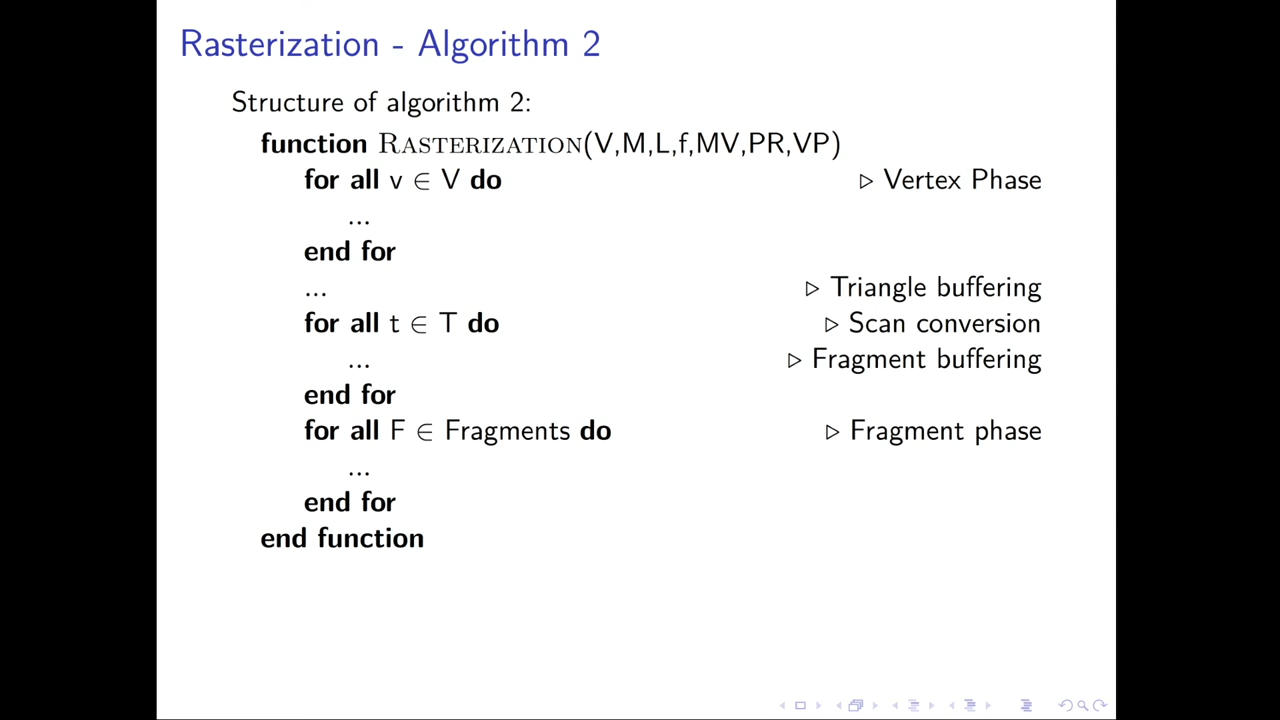 Rasterization - Algorithm 2
Structure of algorithm 2:
function RASTERIZATION(V,M,L,f,MV,PR,VP)
for all v ∈ V do ▷ Vertex Phase
...
end for
... ▷ Triangle buffering
for all t ∈ T do ▷ Scan conversion
... ▷ Fragment buffering
end for
for all F ∈ Fragments do ▷ Fragment phase
...
end for
end function